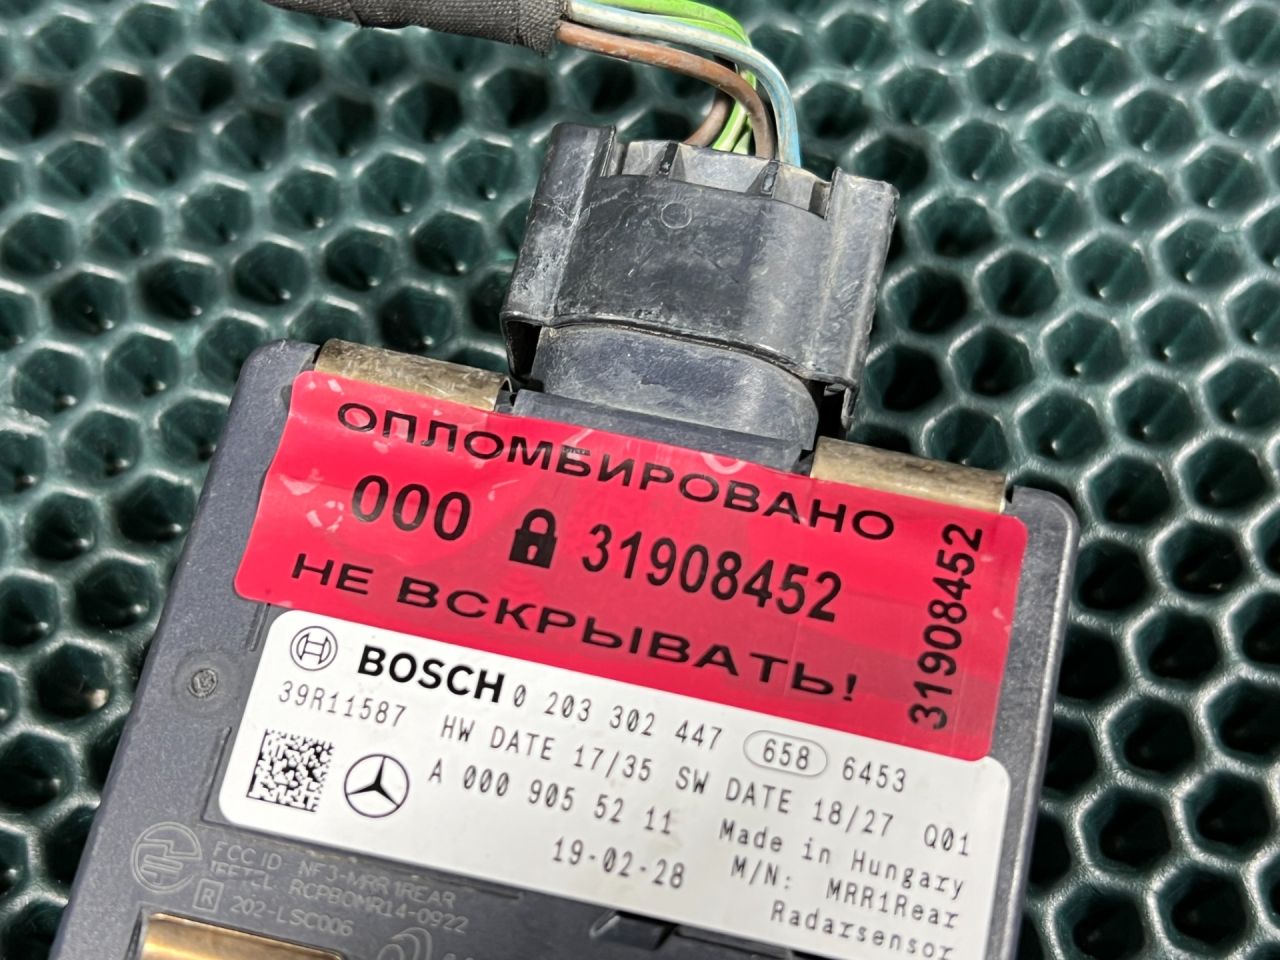 ОПЛОМБИРОВАНО
000 31908452
НЕ ВСКРЫВАТЬ!
31908452
BOSCH 0 203 302 447 658 6453
39R11587 HW DATE 17/35 SW DATE 18/27 Q01
A 000 905 52 11 Made in Hungary
19-02-28 M/N: MRR1Rear
Radarsensor
FCC ID NF3-MRR1REAR
IFETEL: RCPBOMR14-0922
R 202-LSC006